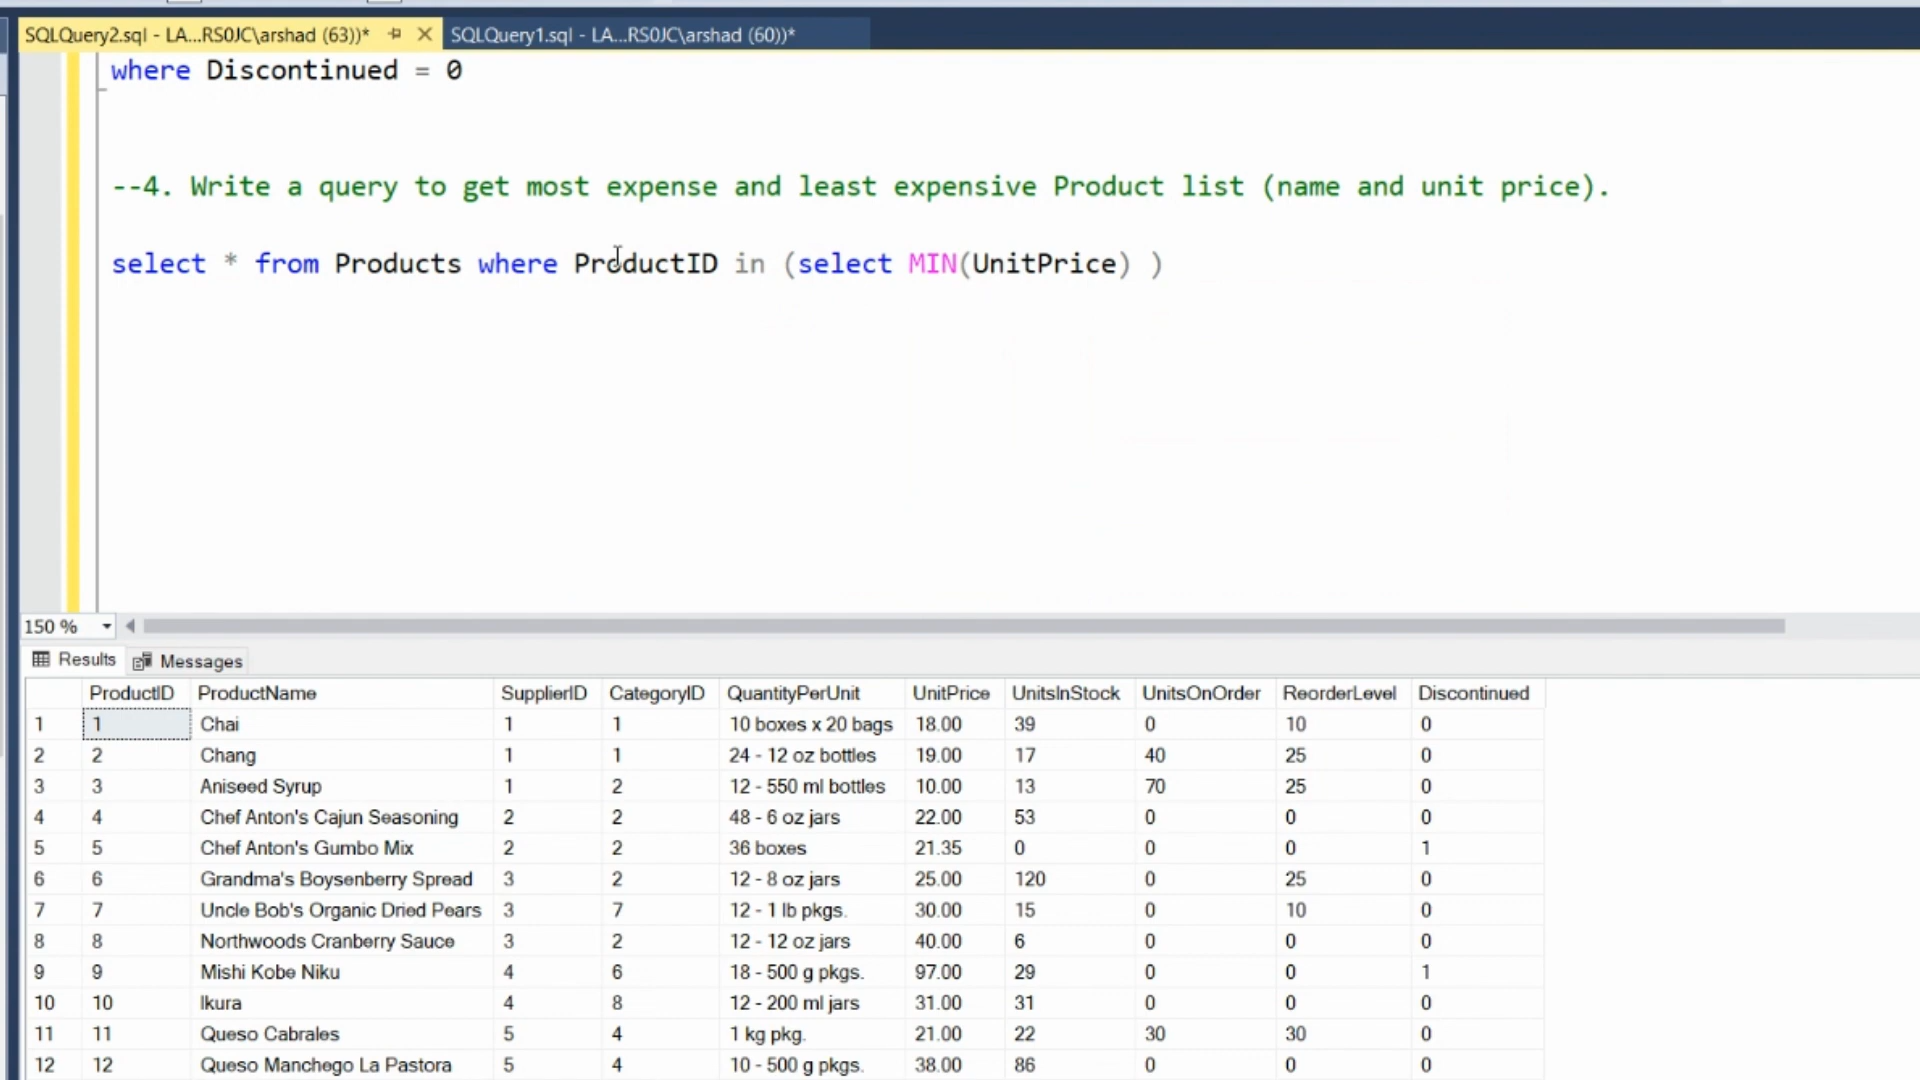 SQLQuery2.sql - LA...RS0JC\arshad (63))* SQLQuery1.sql - LA...RS0JC\arshad (60))*
where Discontinued = 0
--4. Write a query to get most expense and least expensive Product list (name and unit price).
select * from Products where ProductID in (select MIN(UnitPrice) )
150 %
Results Messages
ProductID ProductName SupplierID CategoryID QuantityPerUnit UnitPrice UnitsInStock UnitsOnOrder ReorderLevel Discontinued
1 1 Chai 1 1 10 boxes x 20 bags 18.00 39 0 10 0
2 2 Chang 1 1 24 - 12 oz bottles 19.00 17 40 25 0
3 3 Aniseed Syrup 1 2 12 - 550 ml bottles 10.00 13 70 25 0
4 4 Chef Anton's Cajun Seasoning 2 2 48 - 6 oz jars 22.00 53 0 0 0
5 5 Chef Anton's Gumbo Mix 2 2 36 boxes 21.35 0 0 0 1
6 6 Grandma's Boysenberry Spread 3 2 12 - 8 oz jars 25.00 120 0 25 0
7 7 Uncle Bob's Organic Dried Pears 3 7 12 - 1 lb pkgs. 30.00 15 0 10 0
8 8 Northwoods Cranberry Sauce 3 2 12 - 12 oz jars 40.00 6 0 0 0
9 9 Mishi Kobe Niku 4 6 18 - 500 g pkgs. 97.00 29 0 0 1
10 10 Ikura 4 8 12 - 200 ml jars 31.00 31 0 0 0
11 11 Queso Cabrales 5 4 1 kg pkg. 21.00 22 30 30 0
12 12 Queso Manchego La Pastora 5 4 10 - 500 g pkgs. 38.00 86 0 0 0